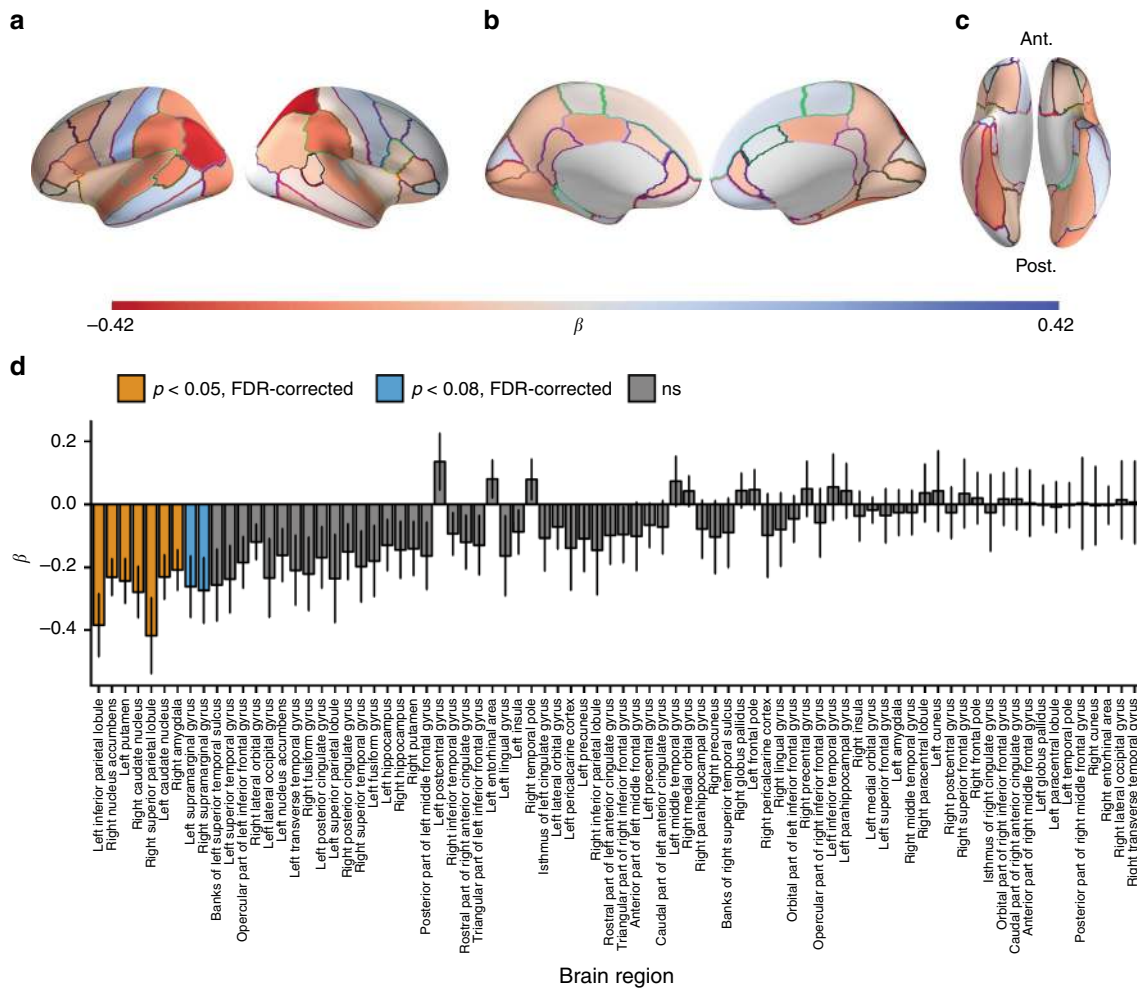 a
b
c
Ant.
Post.
−0.42
β
0.42
d
p < 0.05, FDR-corrected
p < 0.08, FDR-corrected
ns
0.2
0.0
−0.2
−0.4
β
Left inferior parietal lobule
Right nucleus accumbens
Left putamen
Right caudate nucleus
Right superior parietal lobule
Left caudate nucleus
Right amygdala
Left supramarginal gyrus
Right supramarginal gyrus
Banks of left superior temporal sulcus
Left superior temporal gyrus
Opercular part of left inferior frontal gyrus
Right lateral orbital gyrus
Left lateral occipital gyrus
Left nucleus accumbens
Left transverse temporal gyrus
Right fusiform gyrus
Left posterior cingulate gyrus
Left superior parietal lobule
Right posterior cingulate gyrus
Right superior temporal gyrus
Left fusiform gyrus
Left hippocampus
Right hippocampus
Right putamen
Posterior part of left middle frontal gyrus
Left postcentral gyrus
Right inferior temporal gyrus
Rostral part of right anterior cingulate gyrus
Triangular part of left inferior frontal gyrus
Left entorhinal area
Left lingual gyrus
Left insula
Right temporal pole
Isthmus of left cingulate gyrus
Left lateral orbital gyrus
Left pericalcarine cortex
Left precuneus
Right inferior parietal lobule
Rostral part of left anterior cingulate gyrus
Triangular part of right inferior frontal gyrus
Anterior part of left middle frontal gyrus
Left precentral gyrus
Caudal part of left anterior cingulate gyrus
Left middle temporal gyrus
Right medial orbital gyrus
Right parahippocampal gyrus
Right precuneus
Banks of right superior temporal sulcus
Right globus palidus
Left frontal pole
Right pericalcarine cortex
Right lingual gyrus
Orbital part of left inferior frontal gyrus
Right precentral gyrus
Opercular part of right inferior frontal gyrus
Left inferior temporal gyrus
Left parahippocampal gyrus
Right insula
Left medial orbital gyrus
Left superior frontal gyrus
Left amygdala
Right middle temporal gyrus
Right paracentral lobule
Left cuneus
Right postcentral gyrus
Right superior frontal gyrus
Right frontal pole
Isthmus of right cingulate gyrus
Orbital part of right inferior frontal gyrus
Caudal part of right anterior cingulate gyrus
Anterior part of right middle frontal gyrus
Left globus palidus
Left paracentral lobule
Left temporal pole
Posterior part of right middle frontal gyrus
Right cuneus
Right entorhinal area
Right lateral occipital gyrus
Right transverse temporal gyrus
Brain region